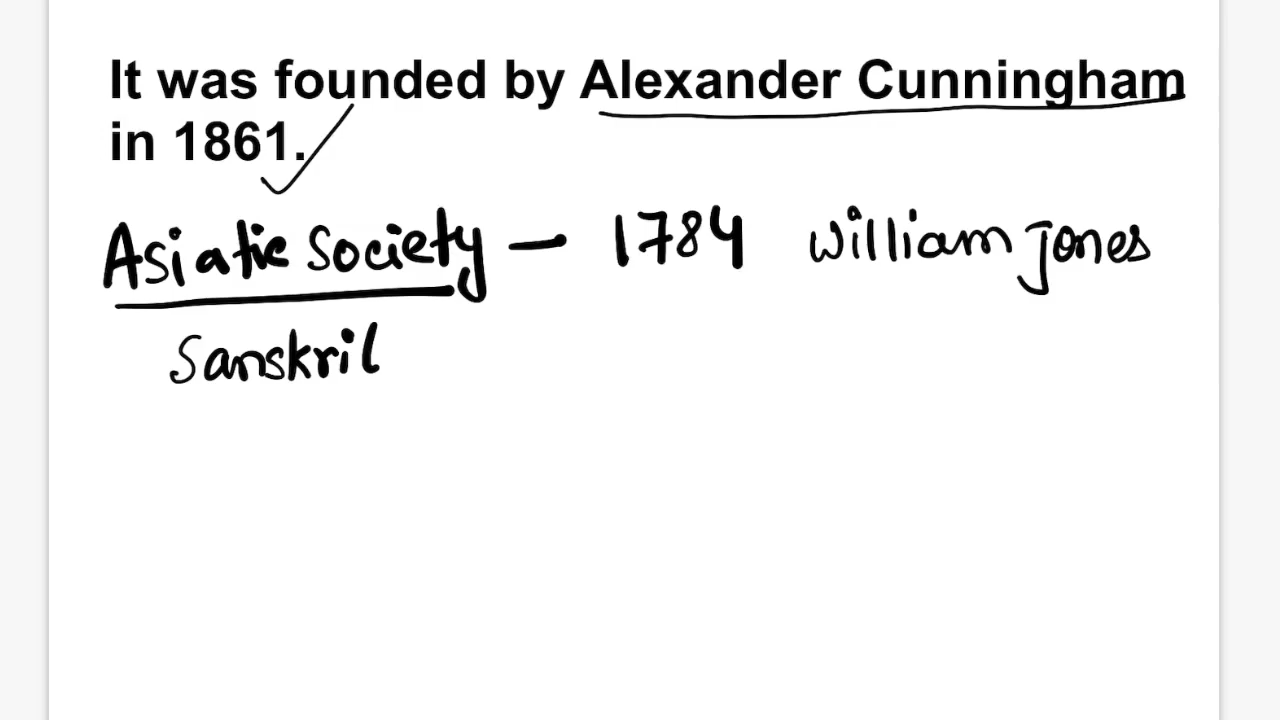 It was founded by Alexander Cunningham
in 1861.
Asiatic Society - 1784 William Jones
Sanskril